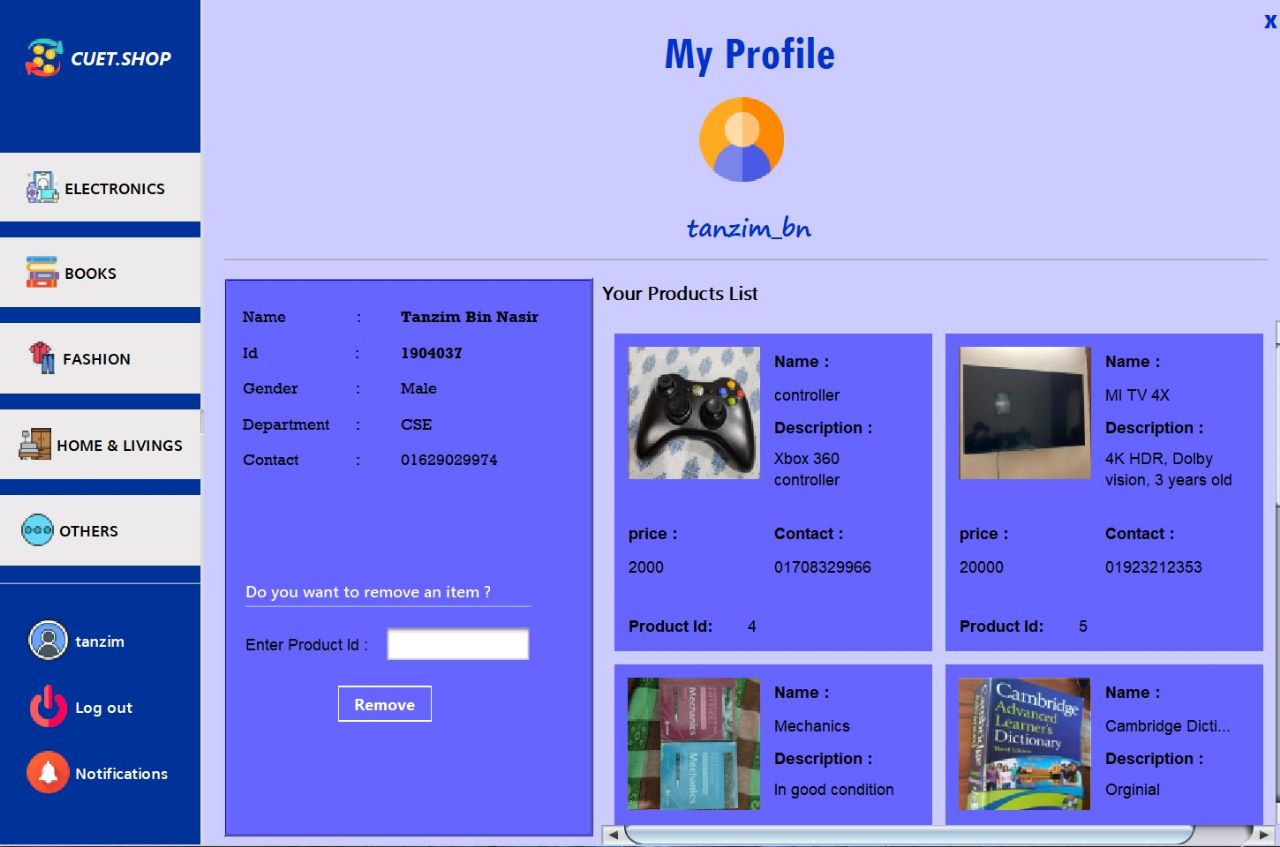 x
CUET.SHOP
My Profile
tanzim_bn
ELECTRONICS
BOOKS
FASHION
HOME & LIVINGS
OTHERS
tanzim
Log out
Notifications
Name : Tanzim Bin Nasir
Id : 1904037
Gender : Male
Department : CSE
Contact : 01629029974
Do you want to remove an item ?
Enter Product Id :
Remove
Your Products List
Name :
controller
Description :
Xbox 360
controller
price :
2000
Contact :
01708329966
Product Id: 4
Name :
MI TV 4X
Description :
4K HDR, Dolby
vision, 3 years old
price :
20000
Contact :
01923212353
Product Id: 5
Mechanics
Mechanics
Name :
Mechanics
Description :
In good condition
Cambridge
Advanced
Learner's
Dictionary
Third Edition
Name :
Cambridge Dicti...
Description :
Orginial